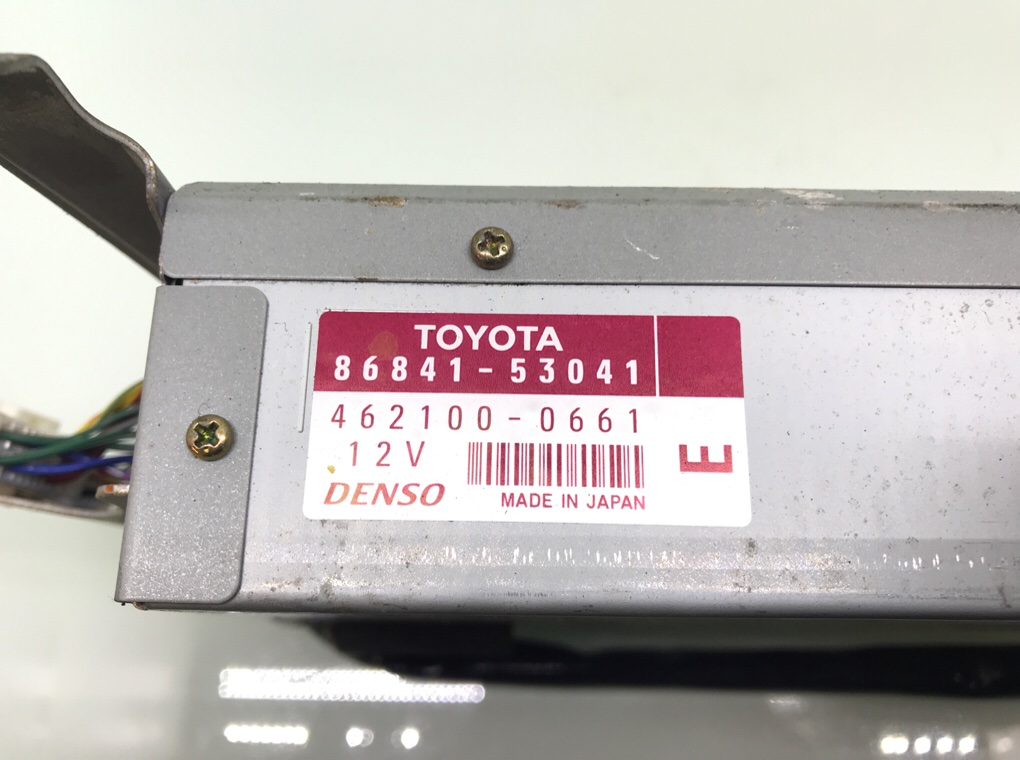 TOYOTA
86841-53041
462100-0661
12V
DENSO
MADE IN JAPAN
E